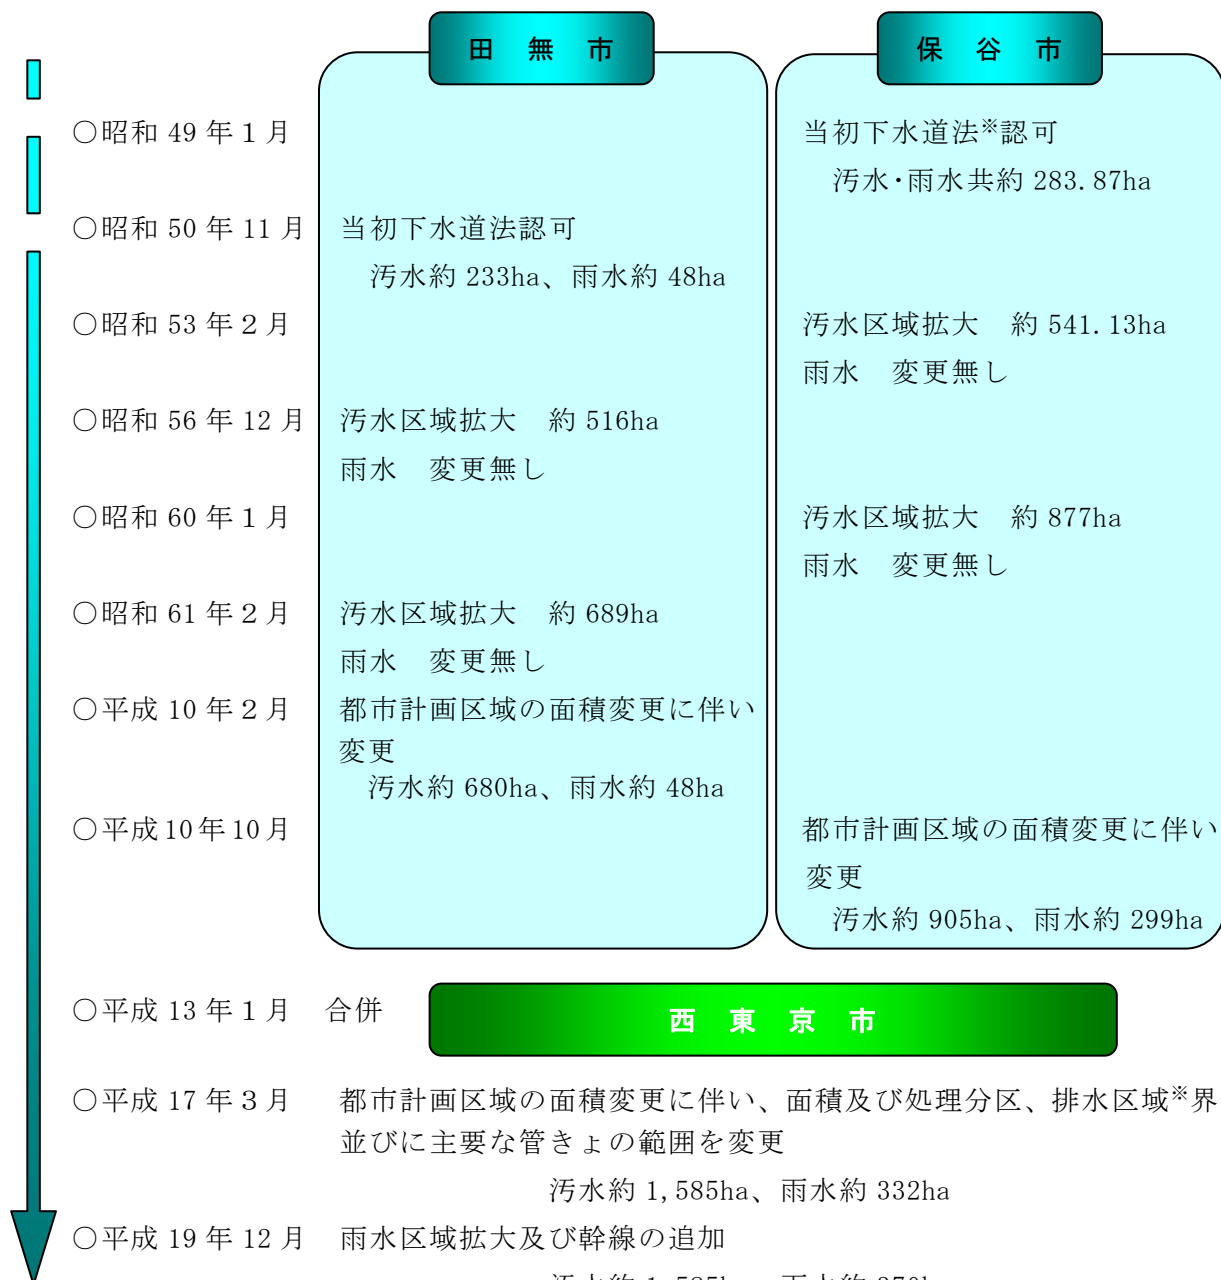 田 無 市
保 谷 市
○昭和 49 年 1 月
当初下水道法※認可
汚水・雨水共約 283.87ha
○昭和 50 年 11 月
当初下水道法認可
汚水約 233ha、雨水約 48ha
○昭和 53 年 2 月
汚水区域拡大 約 541.13ha
雨水 変更無し
○昭和 56 年 12 月
汚水区域拡大 約 516ha
雨水 変更無し
○昭和 60 年 1 月
汚水区域拡大 約 877ha
雨水 変更無し
○昭和 61 年 2 月
汚水区域拡大 約 689ha
雨水 変更無し
○平成 10 年 2 月
都市計画区域の面積変更に伴い
変更
汚水約 680ha、雨水約 48ha
○平成 10 年 10 月
都市計画区域の面積変更に伴い
変更
汚水約 905ha、雨水約 299ha
○平成 13 年 1 月 合併
西 東 京 市
○平成 17 年 3 月
都市計画区域の面積変更に伴い、面積及び処理分区、排水区域※界
並びに主要な管きょの範囲を変更
汚水約 1,585ha、雨水約 332ha
○平成 19 年 12 月
雨水区域拡大及び幹線の追加